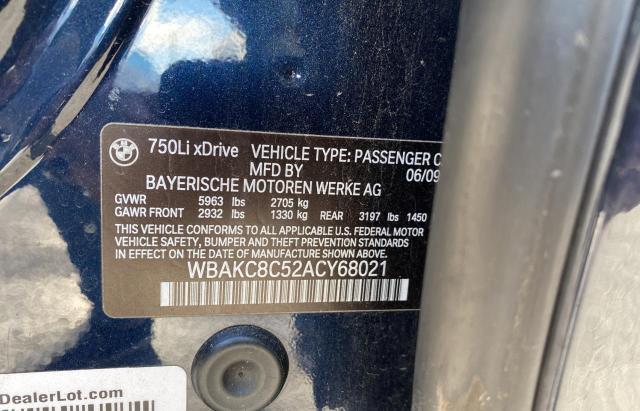 750Li xDrive VEHICLE TYPE: PASSENGER C
MFD BY 06/09
BAYERISCHE MOTOREN WERKE AG
GVWR 5963 lbs 2705 kg
GAWR FRONT 2932 lbs 1330 kg REAR 3197 lbs 1450
THIS VEHICLE CONFORMS TO ALL APPLICABLE U.S. FEDERAL MOTOR
VEHICLE SAFETY, BUMPER AND THEFT PREVENTION STANDARDS
IN EFFECT ON THE DATE OF MANUFACTURE SHOWN ABOVE.
WBAKC8C52ACY68021
DealerLot.com